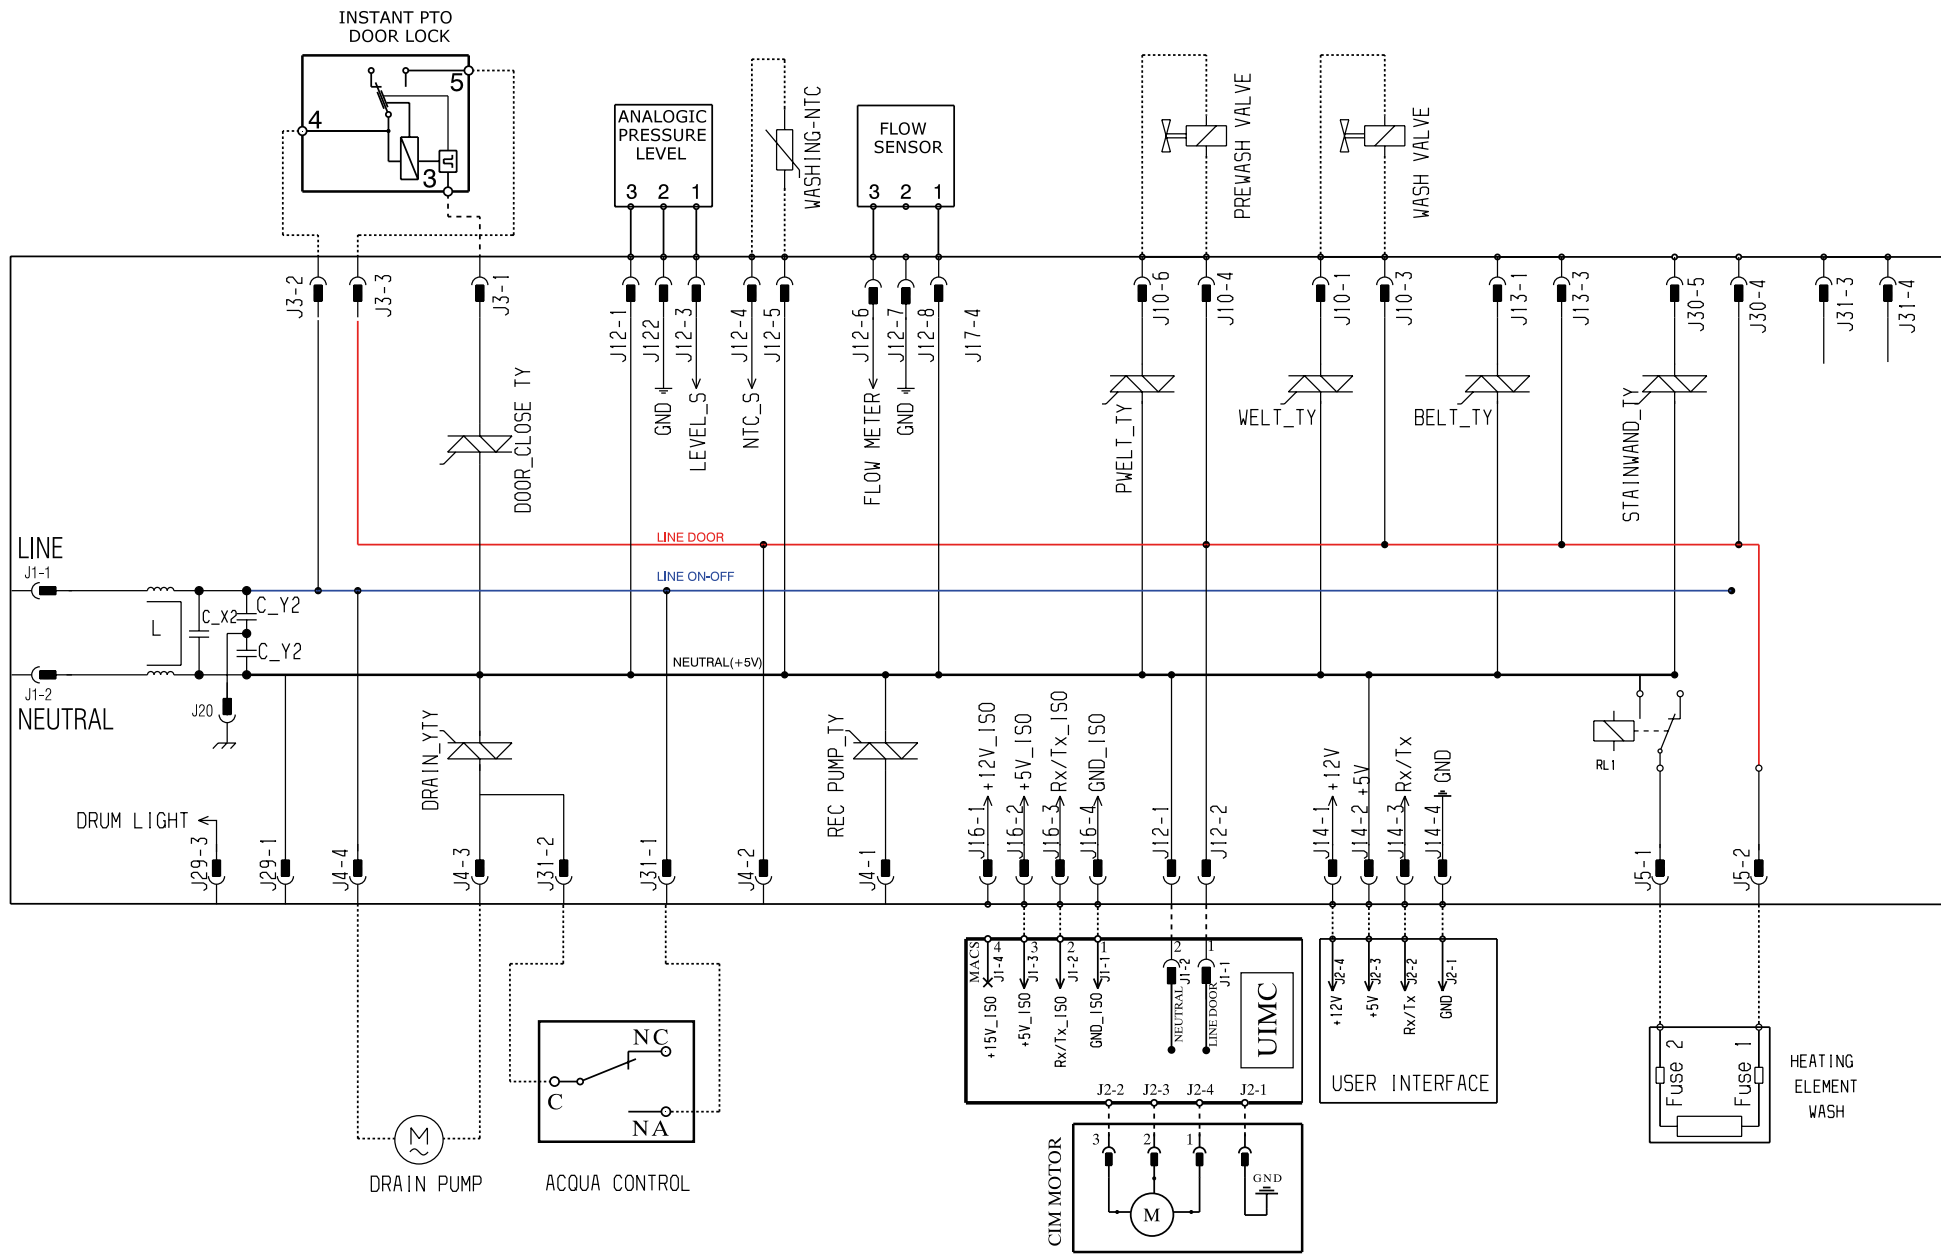 INSTANT PTO
DOOR LOCK
5
4
3
ANALOGIC
PRESSURE
LEVEL
3 2 1
WASHING-NTC
FLOW
SENSOR
3 2 1
PREWASH VALVE
WASH VALVE
J3-2
J3-3
J3-1
J12-1
J122
J12-3
J12-4
J12-5
J12-6
J12-7
J12-8
J17-4
J10-6
J10-4
J10-1
J10-3
J13-1
J13-3
J30-5
J30-4
J31-3
J31-4
DOOR_CLOSE TY
GND
LEVEL_S
NTC_S
FLOW METER
GND
PWELT_TY
WELT_TY
BELT_TY
STAINWAND_TY
LINE DOOR
LINE
J1-1
LINE ON-OFF
L
C_X2
C_Y2
C_Y2
NEUTRAL(+5V)
J1-2
NEUTRAL
J20
DRAIN_YTY
REC PUMP_TY
+12V_ISO
+5V_ISO
Rx/Tx_ISO
GND_ISO
+12V
+5V
Rx/Tx
GND
RL1
DRUM LIGHT
J29-3
J29-1
J4-4
J4-3
J31-2
J31-1
J4-2
J4-1
J16-1
J16-2
J16-3
J16-4
J12-1
J12-2
J14-1
J14-2
J14-3
J14-4
J5-1
J5-2
MACS
4 3 2 1 2 1
J1-4
J1-3
J1-2
J1-1
J1-2
J1-1
+15V_ISO
+5V_ISO
Rx/Tx_ISO
GND_ISO
NEUTRAL
LINE DOOR
UIMC
J2-2 J2-3 J2-4 J2-1
J2-4
J2-3
J2-2
J2-1
+12V
+5V
Rx/Tx
GND
USER INTERFACE
NC
C
NA
ACQUA CONTROL
M
DRAIN PUMP
CIM MOTOR
3 2 1
M
GND
Fuse 2
Fuse 1
HEATING
ELEMENT
WASH